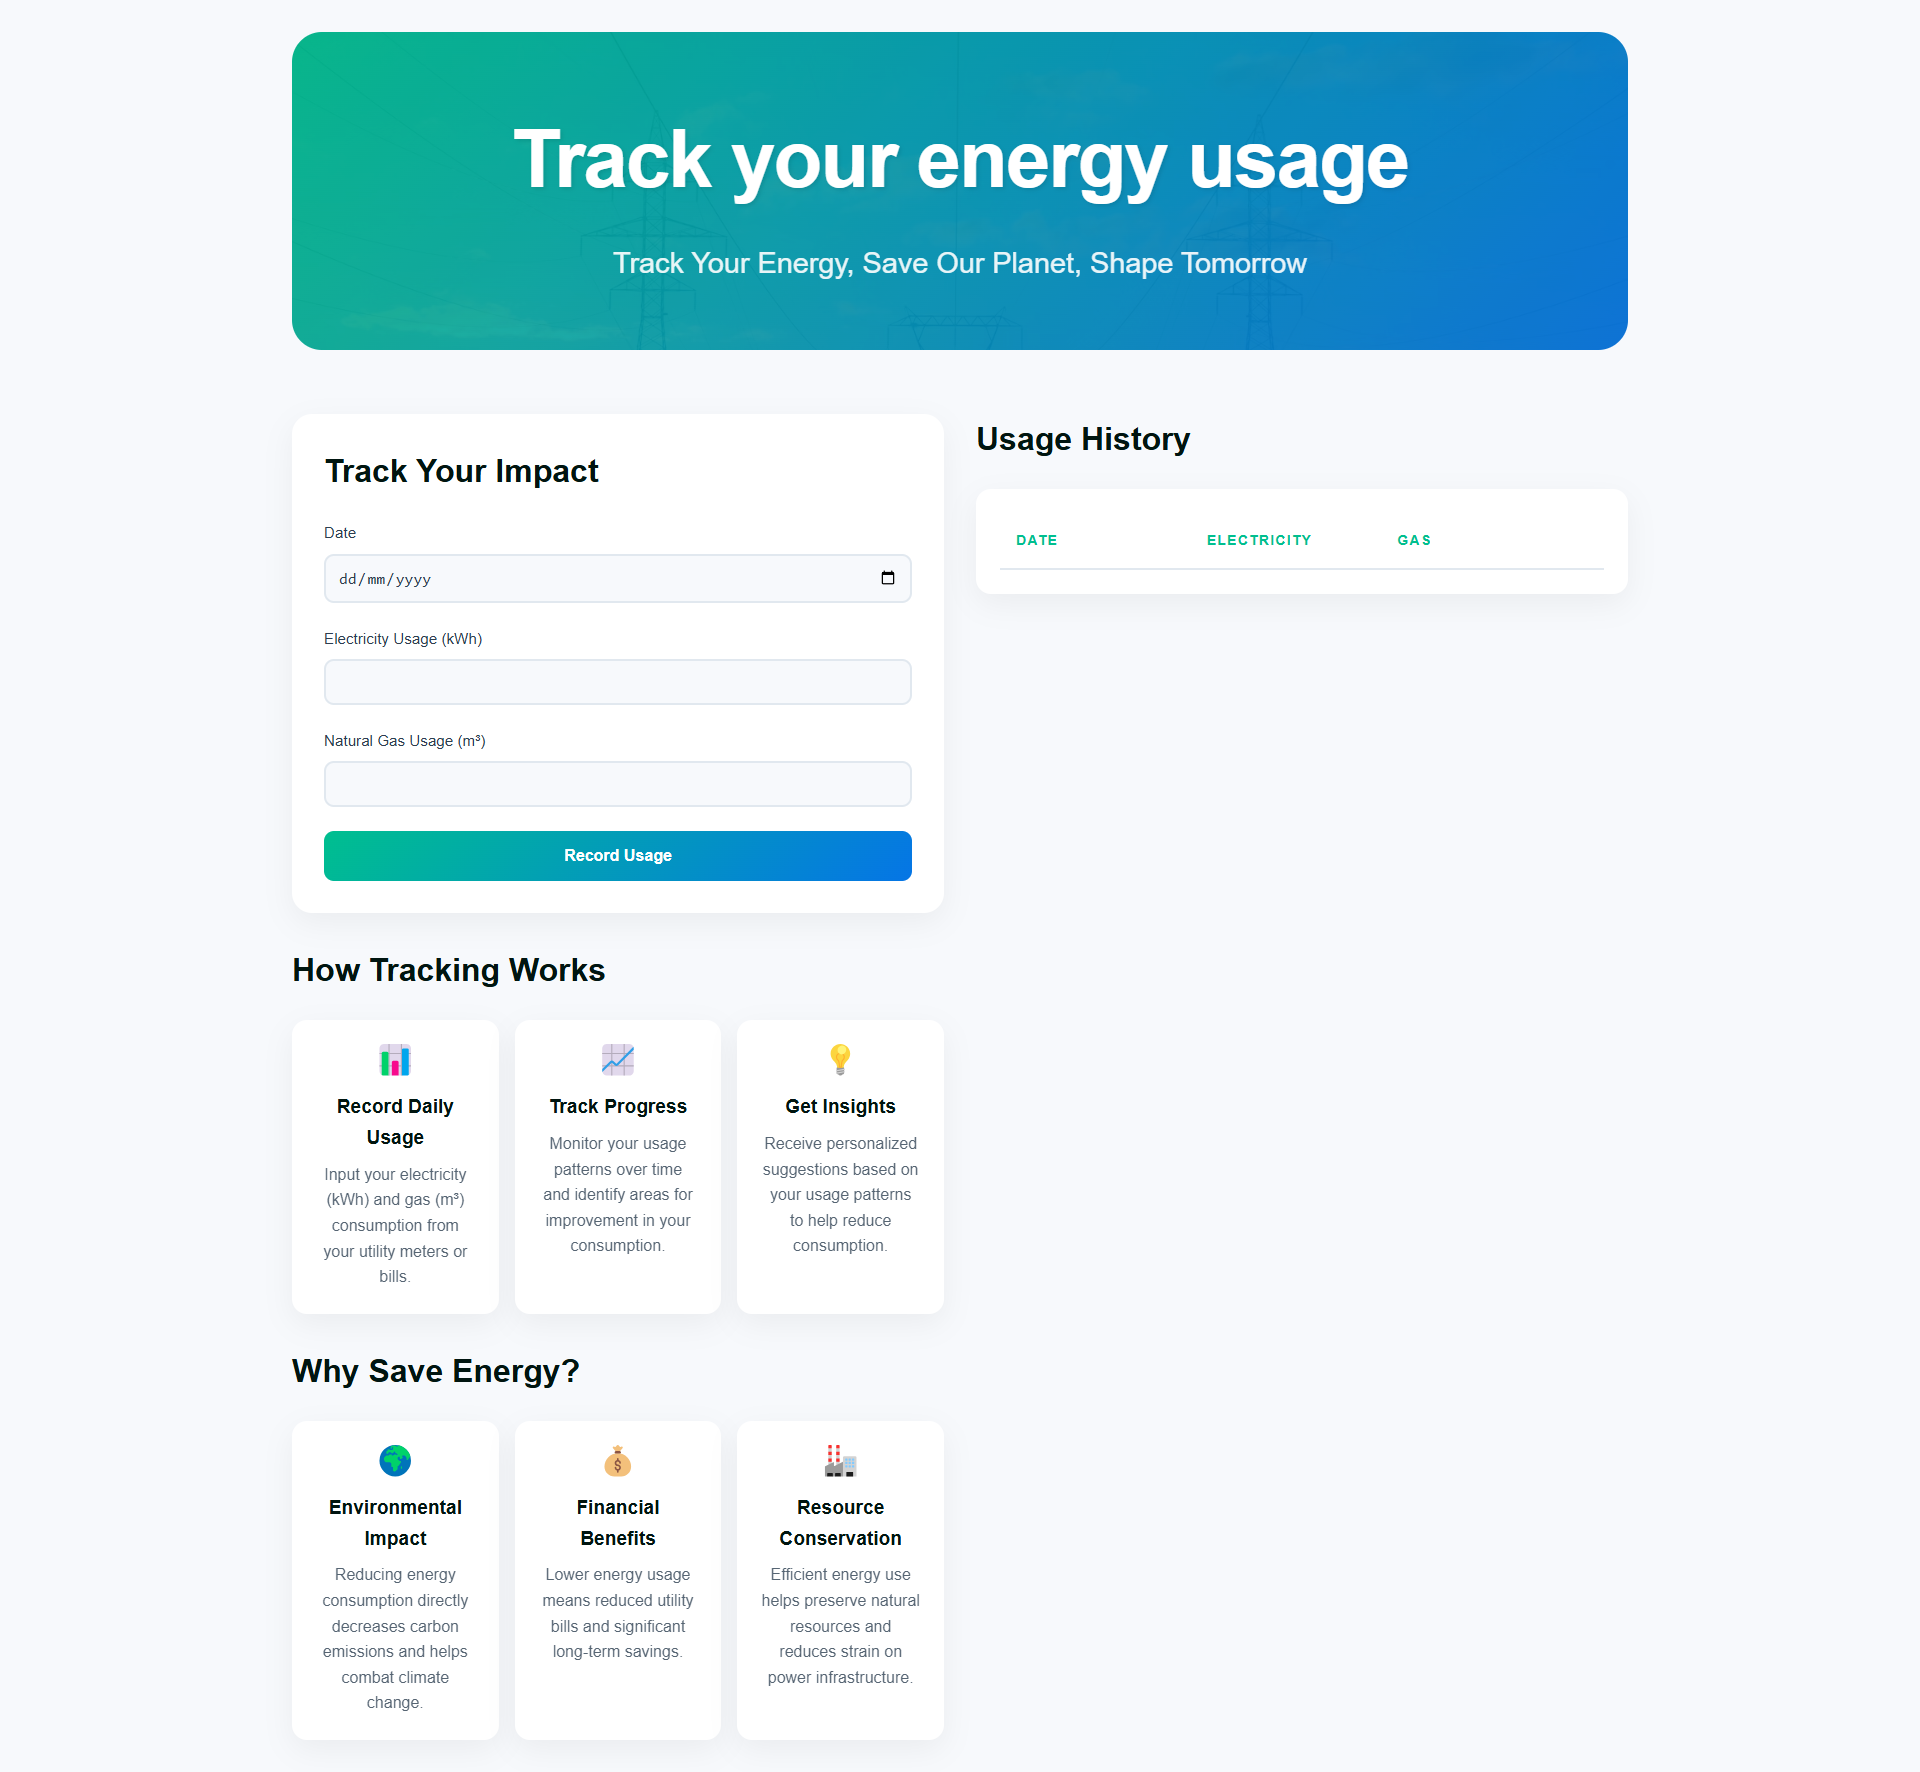 Track your energy usage
Track Your Energy, Save Our Planet, Shape Tomorrow
Track Your Impact
Date
dd/mm/yyyy
Electricity Usage (kWh)
Natural Gas Usage (m³)
Record Usage
Usage History
DATE ELECTRICITY GAS
How Tracking Works
Record Daily
Usage
Input your electricity
(kWh) and gas (m³)
consumption from
your utility meters or
bills.
Track Progress
Monitor your usage
patterns over time
and identify areas for
improvement in your
consumption.
Get Insights
Receive personalized
suggestions based on
your usage patterns
to help reduce
consumption.
Why Save Energy?
Environmental
Impact
Reducing energy
consumption directly
decreases carbon
emissions and helps
combat climate
change.
Financial
Benefits
Lower energy usage
means reduced utility
bills and significant
long-term savings.
Resource
Conservation
Efficient energy use
helps preserve natural
resources and
reduces strain on
power infrastructure.